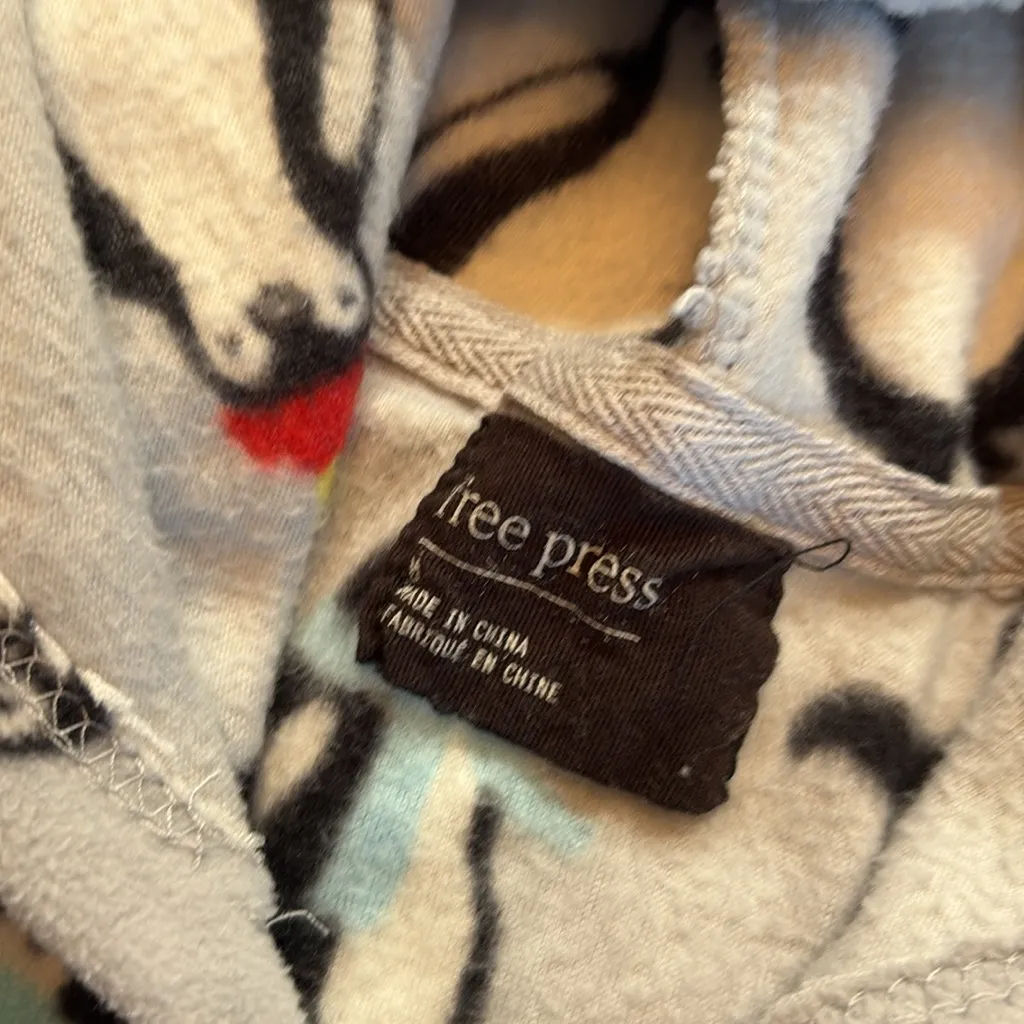 free press
MADE IN CHINA
FABRIQUÉ EN CHINE